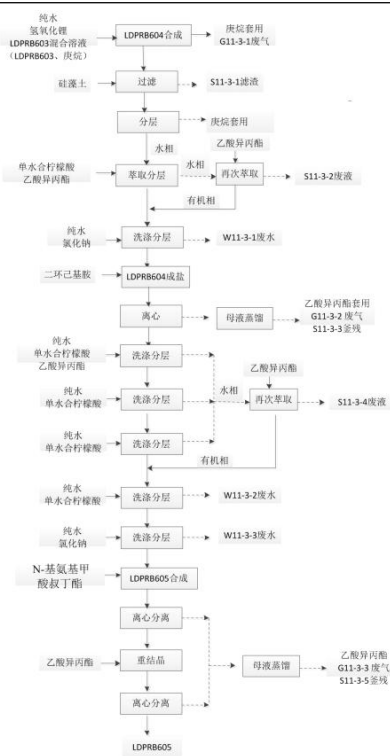 纯水
氢氧化锂
LDPRB603混合溶液
（LDPRB603、庚烷）
LDPRB604合成
庚烷套用
G11-3-1废气
硅藻土
过滤
S11-3-1滤渣
分层
庚烷套用
水相
单水合柠檬酸
乙酸异丙酯
萃取分层
水相
乙酸异丙酯
再次萃取
S11-3-2废液
有机相
纯水
氯化钠
洗涤分层
W11-3-1废水
二环己基胺
LDPRB604成盐
离心
母液蒸馏
乙酸异丙酯套用
G11-3-2 废气
S11-3-3釜残
纯水
单水合柠檬酸
乙酸异丙酯
洗涤分层
纯水
单水合柠檬酸
洗涤分层
水相
乙酸异丙酯
再次萃取
S11-3-4废液
纯水
单水合柠檬酸
洗涤分层
有机相
纯水
单水合柠檬酸
洗涤分层
W11-3-2废水
纯水
氯化钠
洗涤分层
W11-3-3废水
N-基氨基甲
酸叔丁酯
LDPRB605合成
离心分离
乙酸异丙酯
重结晶
母液蒸馏
乙酸异丙酯
G11-3-3 废气
S11-3-5釜残
离心分离
LDPRB605